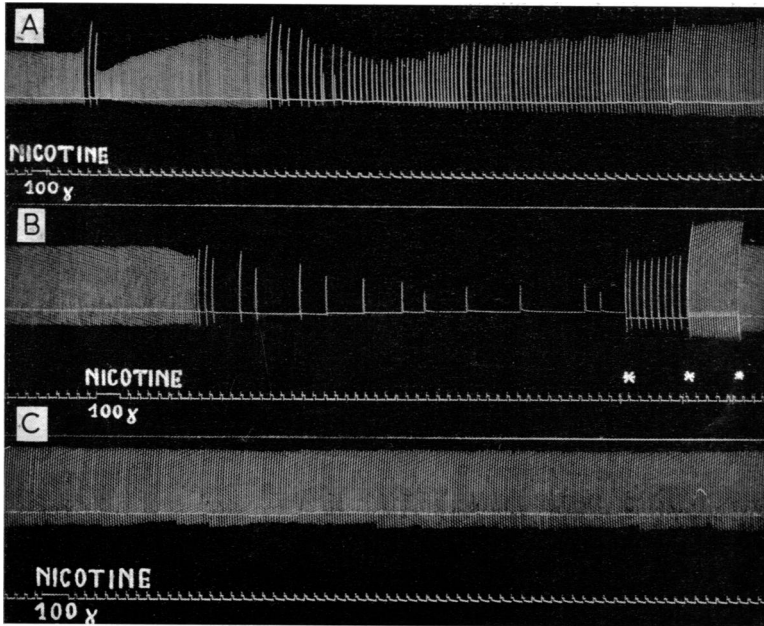 A
NICOTINE
100 γ
B
* * *
NICOTINE
100 γ
C
NICOTINE
100 γ